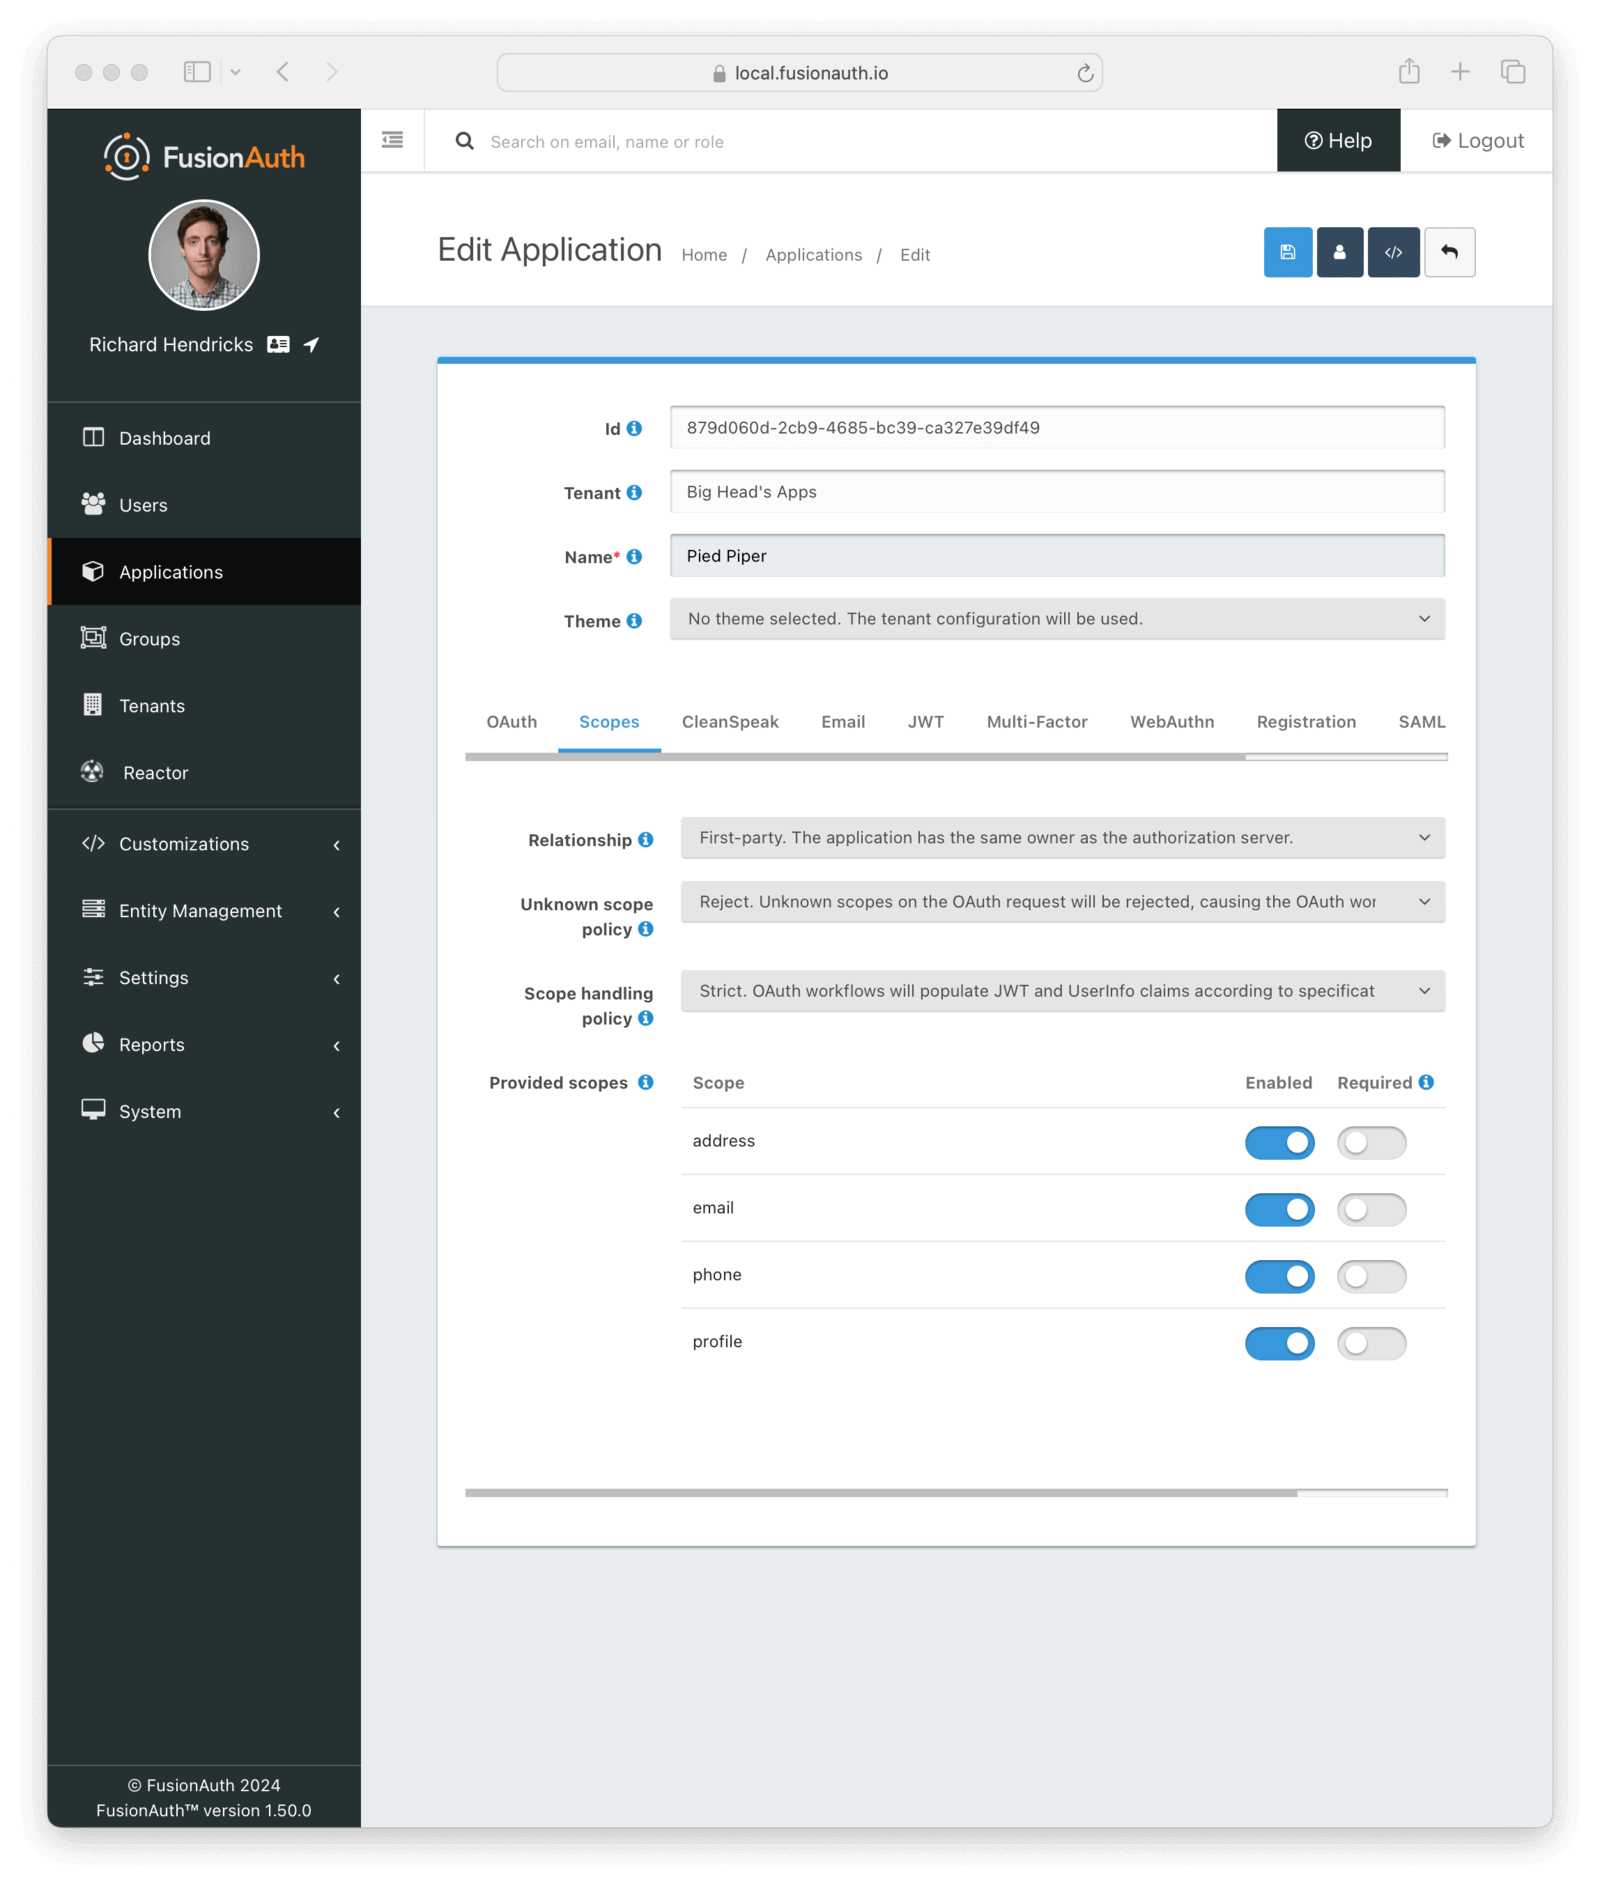 local.fusionauth.io
FusionAuth
Search on email, name or role
Help
Logout
Richard Hendricks
Edit Application
Home / Applications / Edit
Dashboard
Users
Applications
Groups
Tenants
Reactor
Customizations
Entity Management
Settings
Reports
System
Id
879d060d-2cb9-4685-bc39-ca327e39df49
Tenant
Big Head's Apps
Name*
Pied Piper
Theme
No theme selected. The tenant configuration will be used.
OAuth Scopes CleanSpeak Email JWT Multi-Factor WebAuthn Registration SAML
Relationship
First-party. The application has the same owner as the authorization server.
Unknown scope
policy
Reject. Unknown scopes on the OAuth request will be rejected, causing the OAuth wor
Scope handling
policy
Strict. OAuth workflows will populate JWT and UserInfo claims according to specificat
Provided scopes
Scope Enabled Required
address
email
phone
profile
© FusionAuth 2024
FusionAuth™ version 1.50.0